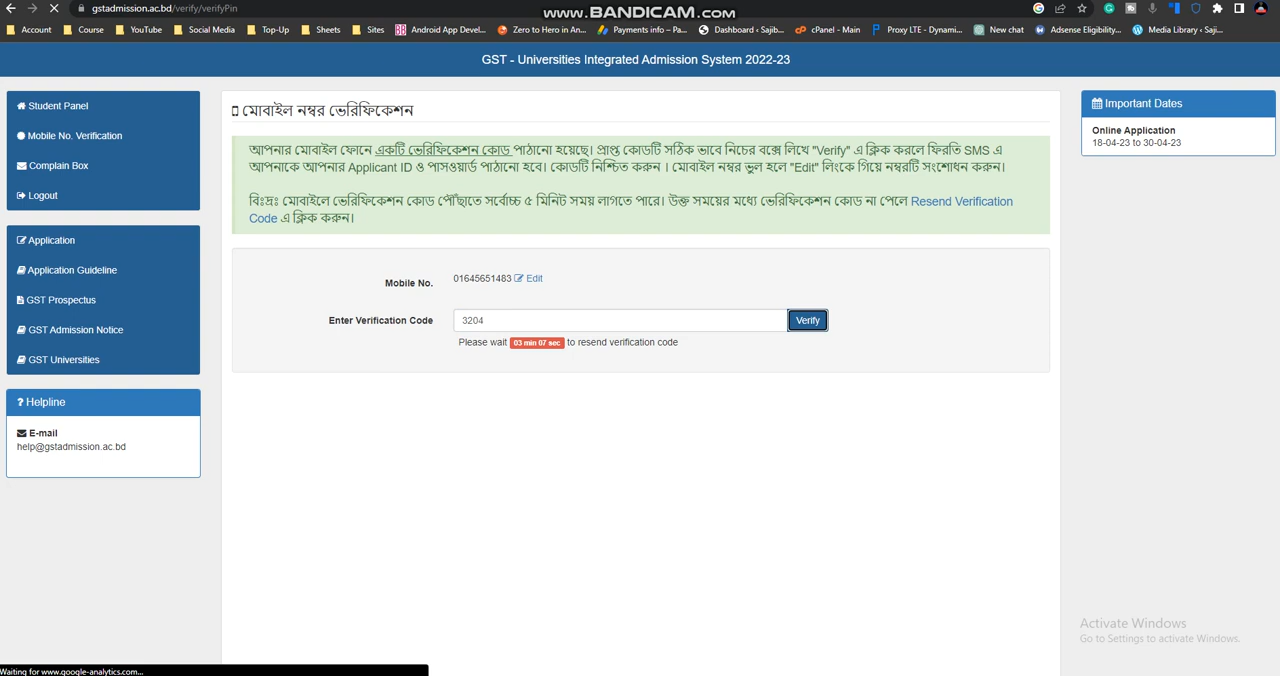 gstadmission.ac.bd/verify/verifyPin
www.BANDICAM.com
Account
Course
YouTube
Social Media
Top-Up
Sheets
Sites
Android App Devel...
Zero to Hero in An...
Payments info – Pa...
Dashboard ‹ Sajib...
cPanel - Main
Proxy LTE - Dynami...
New chat
Adsense Eligibility...
Media Library ‹ Saji...
GST - Universities Integrated Admission System 2022-23
Student Panel
Mobile No. Verification
Complain Box
Logout
Application
Application Guideline
GST Prospectus
GST Admission Notice
GST Universities
? Helpline
E-mail
help@gstadmission.ac.bd
মোবাইল নম্বর ভেরিফিকেশন
আপনার মোবাইল ফোনে একটি ভেরিফিকেশন কোড পাঠানো হয়েছে। প্রাপ্ত কোডটি সঠিক ভাবে নিচের বক্সে লিখে "Verify" এ ক্লিক করলে ফিরতি SMS এ
আপনাকে আপনার Applicant ID ও পাসওয়ার্ড পাঠানো হবে। কোডটি নিশ্চিত করুন । মোবাইল নম্বর ভুল হলে "Edit" লিংকে গিয়ে নম্বরটি সংশোধন করুন।
বিঃদ্রঃ মোবাইলে ভেরিফিকেশন কোড পৌঁছাতে সর্বোচ্চ ৫ মিনিট সময় লাগতে পারে। উক্ত সময়ের মধ্যে ভেরিফিকেশন কোড না পেলে Resend Verification
Code এ ক্লিক করুন।
Mobile No.
01645651483 Edit
Enter Verification Code
3204
Verify
Please wait 03 min 07 sec to resend verification code
Important Dates
Online Application
18-04-23 to 30-04-23
Activate Windows
Go to Settings to activate Windows.
Waiting for www.google-analytics.com...